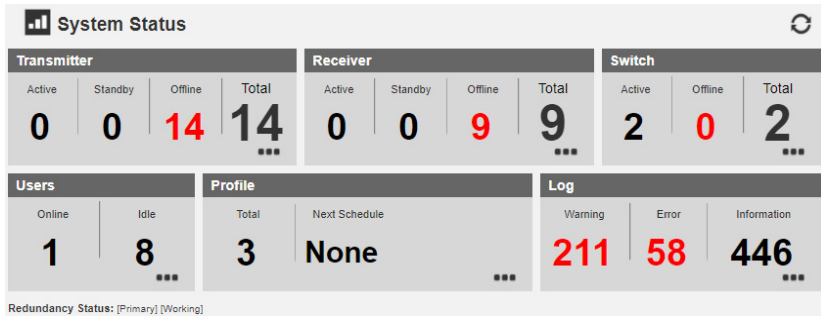 System Status
Transmitter
Active Standby Offline Total
0 0 14 14
Receiver
Active Standby Offline Total
0 0 9 9
Switch
Active Offline Total
2 0 2
Users
Online Idle
1 8
Profile
Total Next Schedule
3 None
Log
Warning Error Information
211 58 446
Redundancy Status: [Primary] [Working]